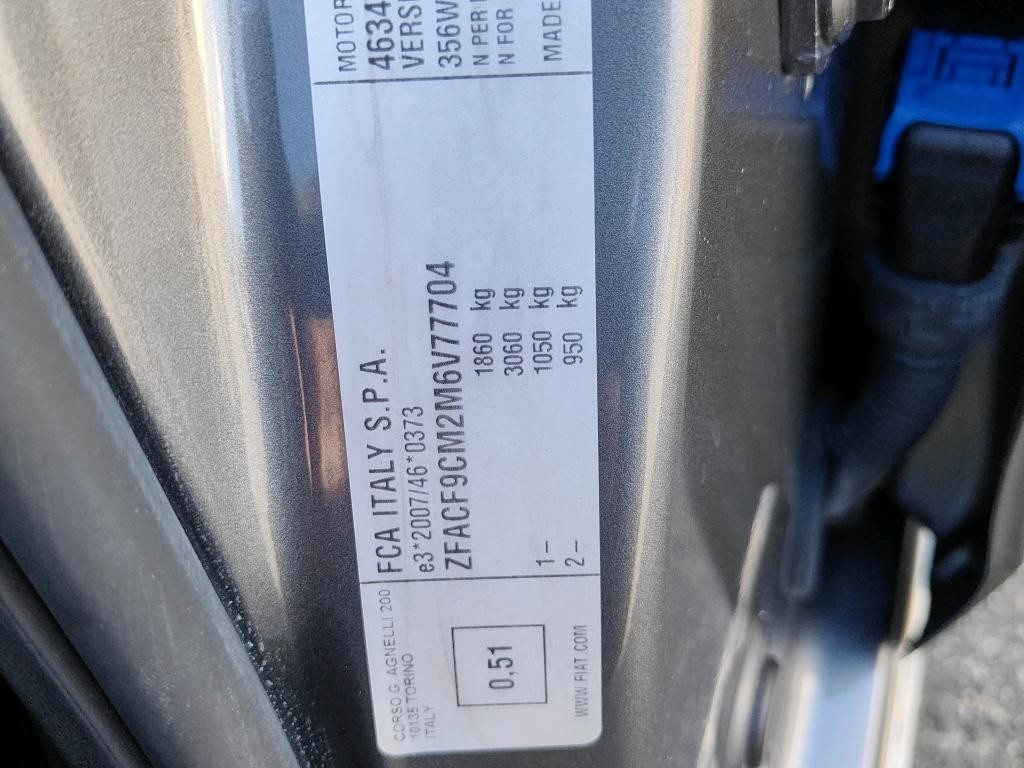 CORSO G. AGNELLI 200
10135 TORINO
ITALY
0,51
WWW.FIAT.COM
FCA ITALY S.P.A.
e3*2007/46*0373
ZFACF9CM2M6V77704
1860 kg
3060 kg
1– 1050 kg
2– 950 kg
MOTOR
4634
VERSI
356W
N PER
N FOR
MADE